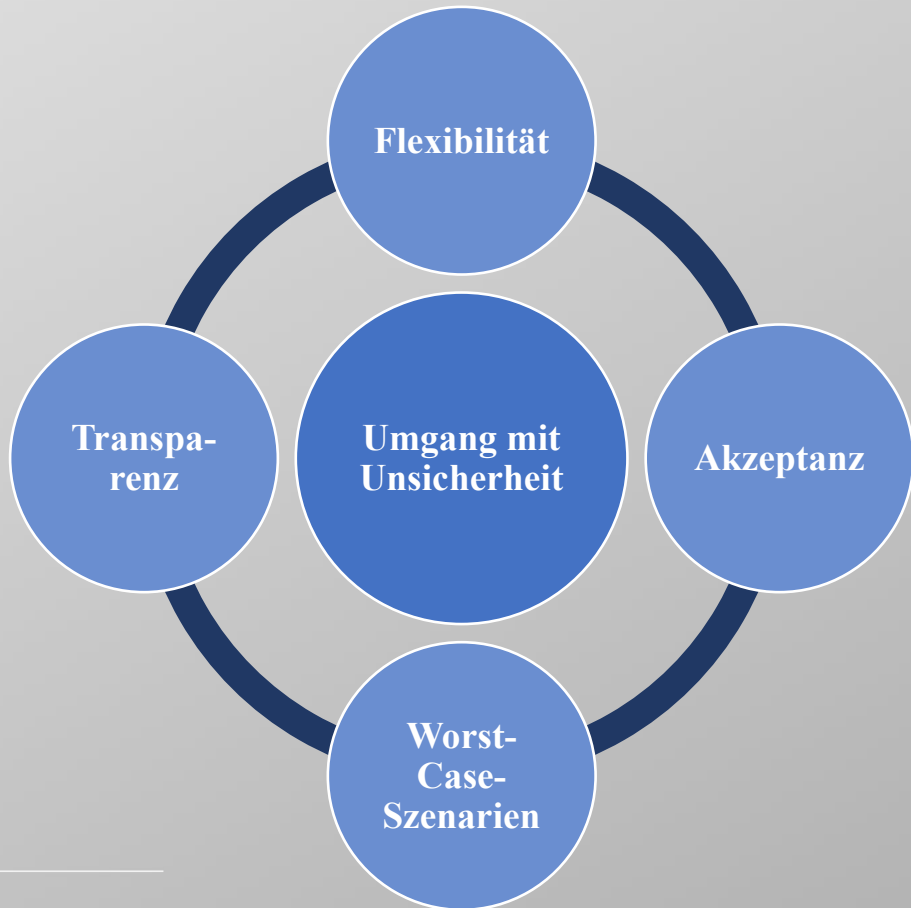 Flexibilität
Transpa-
renz
Umgang mit
Unsicherheit
Akzeptanz
Worst-
Case-
Szenarien